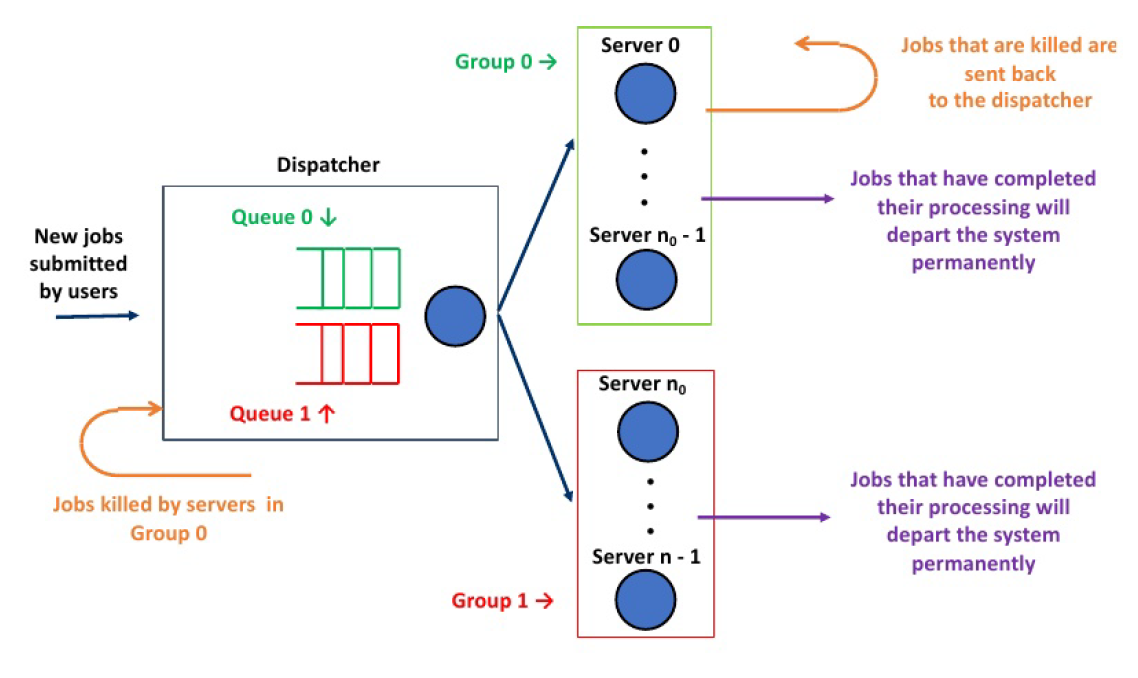 Group 0 →
Server 0
Jobs that are killed are
sent back
to the dispatcher
Dispatcher
Queue 0 ↓
Jobs that have completed
their processing will
depart the system
permanently
New jobs
submitted
by users
Server n₀ - 1
Queue 1 ↑
Server n₀
Jobs killed by servers in
Group 0
Jobs that have completed
their processing will
depart the system
permanently
Server n - 1
Group 1 →